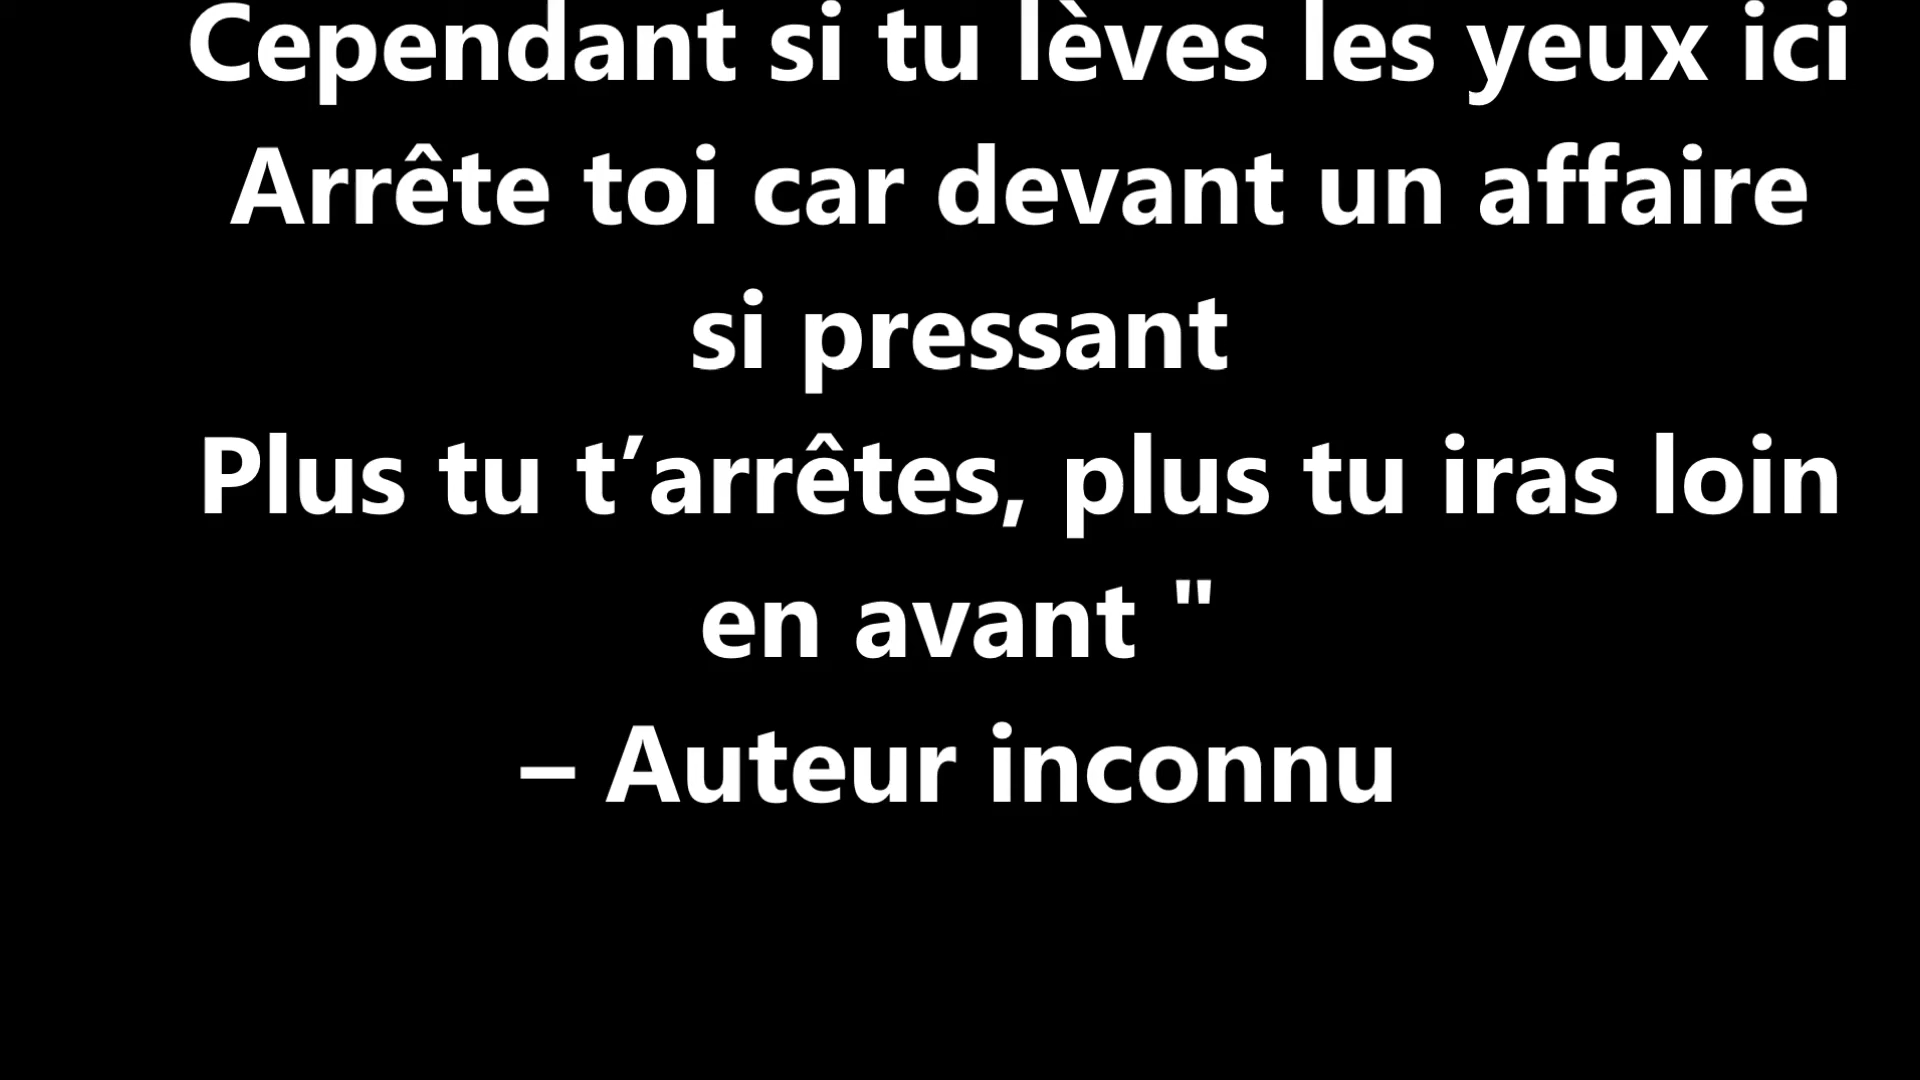 Cependant si tu lèves les yeux ici
Arrête toi car devant un affaire
si pressant
Plus tu t’arrêtes, plus tu iras loin
en avant "
– Auteur inconnu